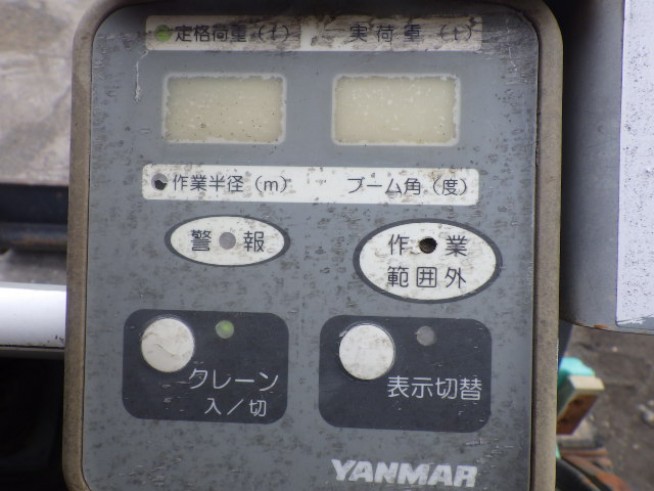 定格荷重(t) 実荷重(t)
作業半径(m) ブーム角(度)
警報
作業
範囲外
クレーン
入/切
表示切替
YANMAR